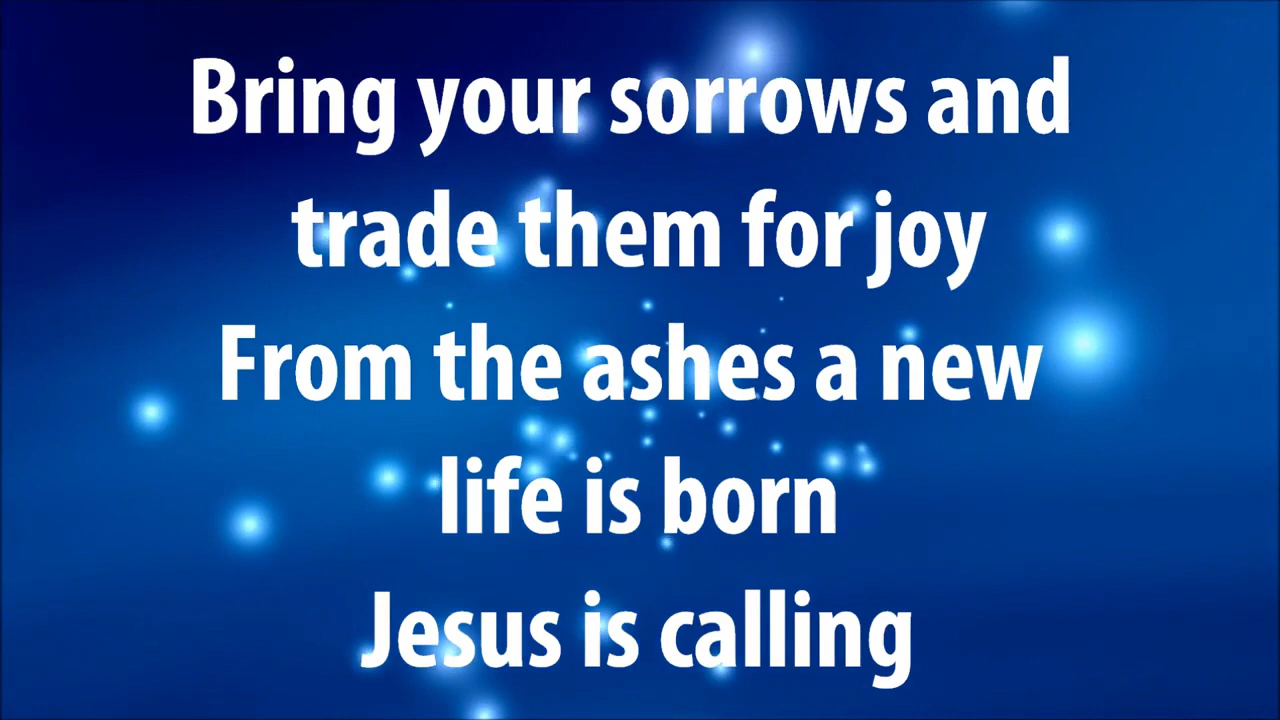 Bring your sorrows and
trade them for joy
From the ashes a new
life is born
Jesus is calling